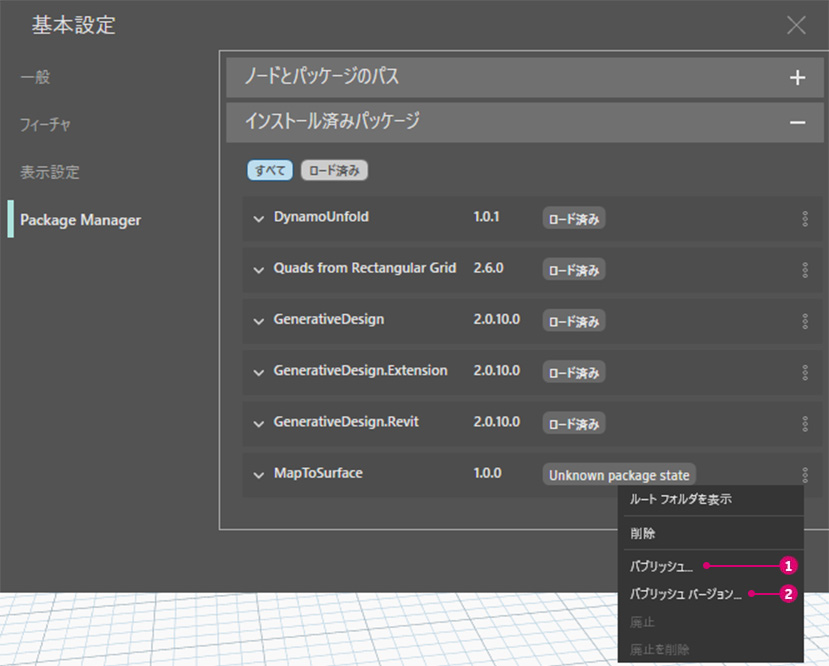 基本設定
一般
フィーチャ
表示設定
Package Manager
ノードとパッケージのパス
インストール済みパッケージ
すべて ロード済み
DynamoUnfold 1.0.1 ロード済み
Quads from Rectangular Grid 2.6.0 ロード済み
GenerativeDesign 2.0.10.0 ロード済み
GenerativeDesign.Extension 2.0.10.0 ロード済み
GenerativeDesign.Revit 2.0.10.0 ロード済み
MapToSurface 1.0.0 Unknown package state
ルート フォルダを表示
削除
パブリッシュ... 1
パブリッシュ バージョン... 2
廃止
廃止を削除